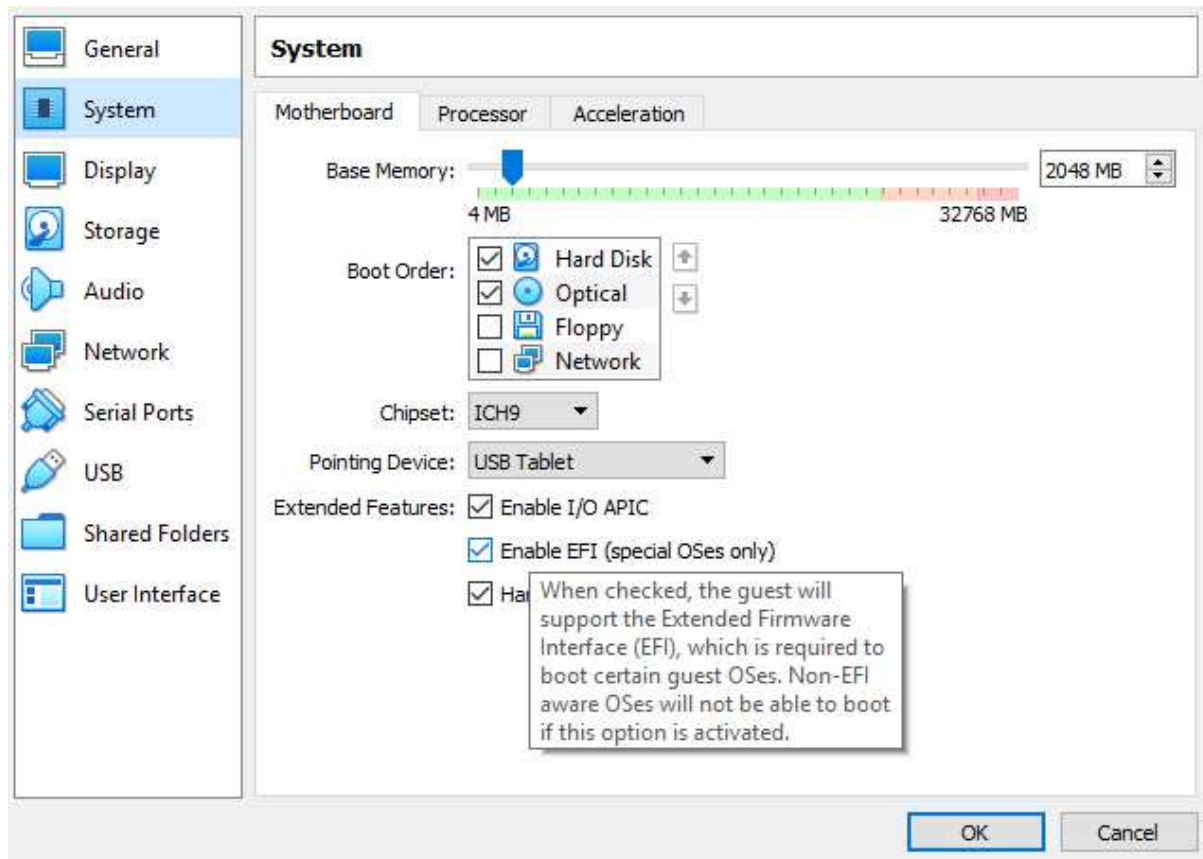 General
System
Display
Storage
Audio
Network
Serial Ports
USB
Shared Folders
User Interface
System
Motherboard Processor Acceleration
Base Memory: 2048 MB
4 MB 32768 MB
Boot Order:
Hard Disk
Optical
Floppy
Network
Chipset: ICH9
Pointing Device: USB Tablet
Extended Features: Enable I/O APIC
Enable EFI (special OSes only)
When checked, the guest will
support the Extended Firmware
Interface (EFI), which is required to
boot certain guest OSes. Non-EFI
aware OSes will not be able to boot
if this option is activated.
OK Cancel